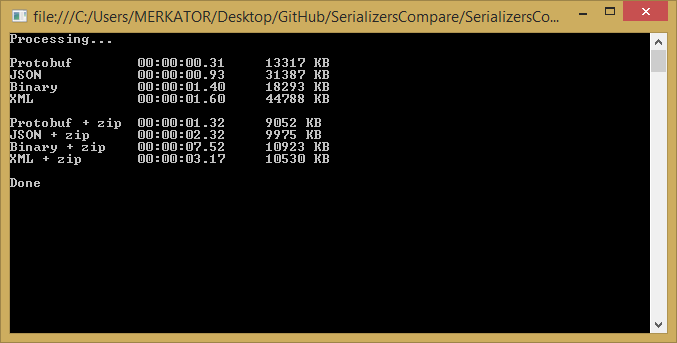 file:///C:/Users/MERKATOR/Desktop/GitHub/SerializersCompare/SerializersCo...
Processing...
Protobuf 00:00:00.31 13317 KB
JSON 00:00:00.93 31387 KB
Binary 00:00:01.40 18293 KB
XML 00:00:01.60 44788 KB
Protobuf + zip 00:00:01.32 9052 KB
JSON + zip 00:00:02.32 9975 KB
Binary + zip 00:00:07.52 10923 KB
XML + zip 00:00:03.17 10530 KB
Done